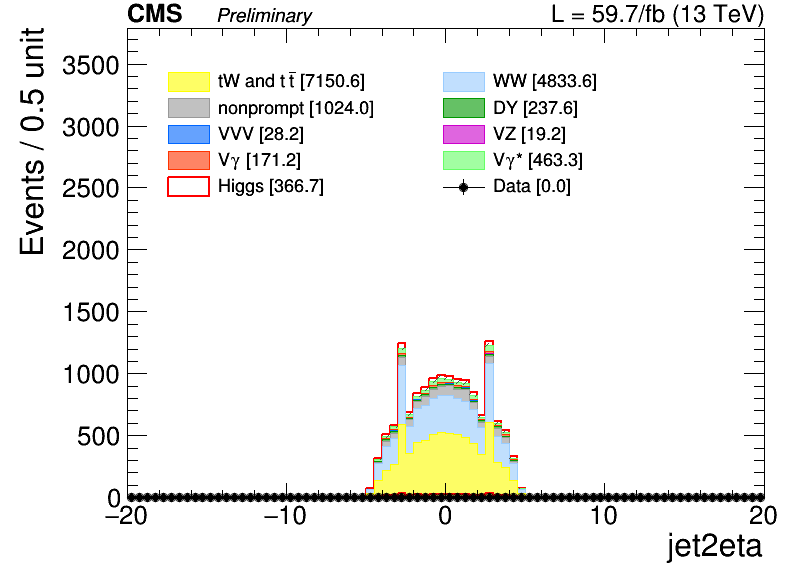 CMS Preliminary L = 59.7/fb (13 TeV)
Events / 0.5 unit
3500
3000
2500
2000
1500
1000
500
0
tW and tt̅ [7150.6] WW [4833.6]
nonprompt [1024.0] DY [237.6]
VVV [28.2] VZ [19.2]
Vγ [171.2] Vγ* [463.3]
Higgs [366.7] Data [0.0]
−20 −10 0 10 20
jet2eta